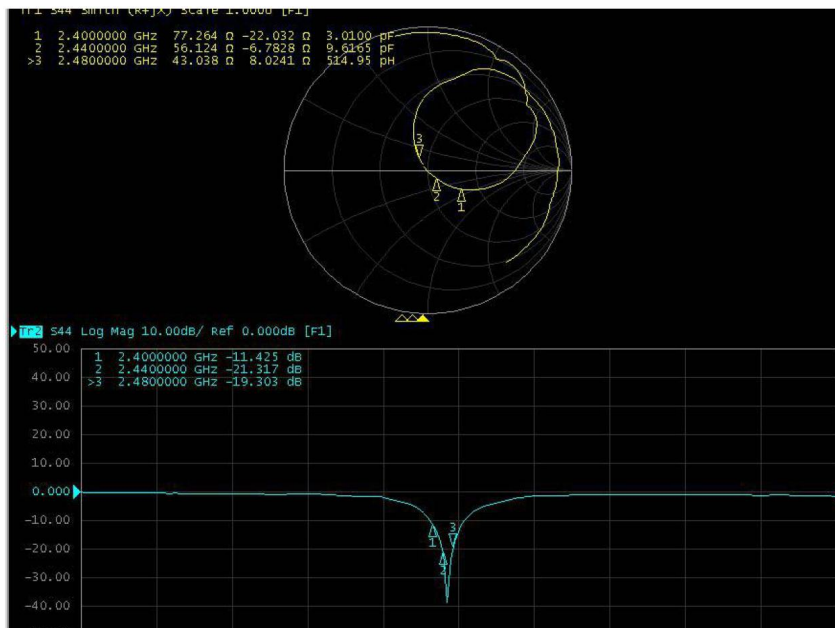 Tr1 S44 Smith (R+jX) Scale 1.000U [F1]
1 2.4000000 GHz 77.264 Ω -22.032 Ω 3.0100 pF
2 2.4400000 GHz 56.124 Ω -6.7828 Ω 9.6165 pF
>3 2.4800000 GHz 43.038 Ω 8.0241 Ω 514.95 pH
3
2
1
Tr2 S44 Log Mag 10.00dB/ Ref 0.000dB [F1]
50.00
1 2.4000000 GHz -11.425 dB
2 2.4400000 GHz -21.317 dB
>3 2.4800000 GHz -19.303 dB
40.00
30.00
20.00
10.00
0.000
-10.00
3
1
-20.00
2
-30.00
-40.00